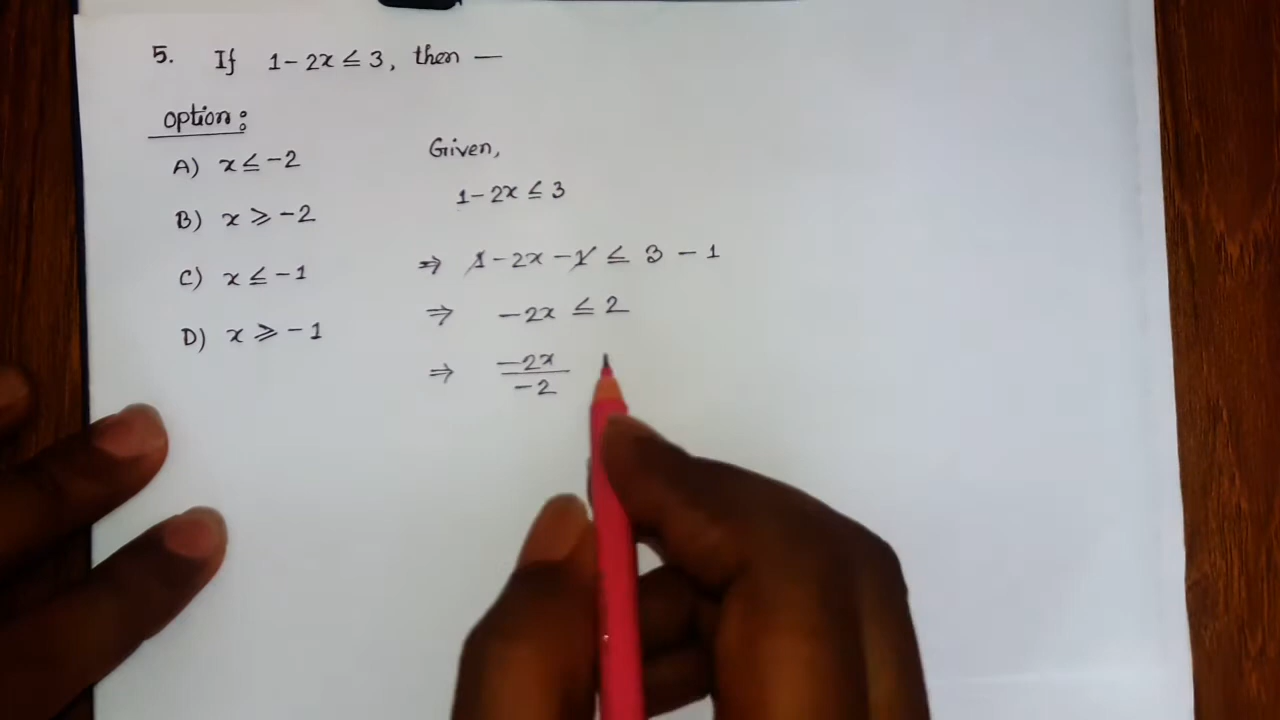 5. If 1-2x ≤ 3, then —
Option:
A) x ≤ -2
B) x ⩾ -2
C) x ≤ -1
D) x ⩾ -1
Given,
1-2x ≤ 3
⇒ 1-2x-1 ≤ 3-1
⇒ -2x ≤ 2
⇒ -2x/-2